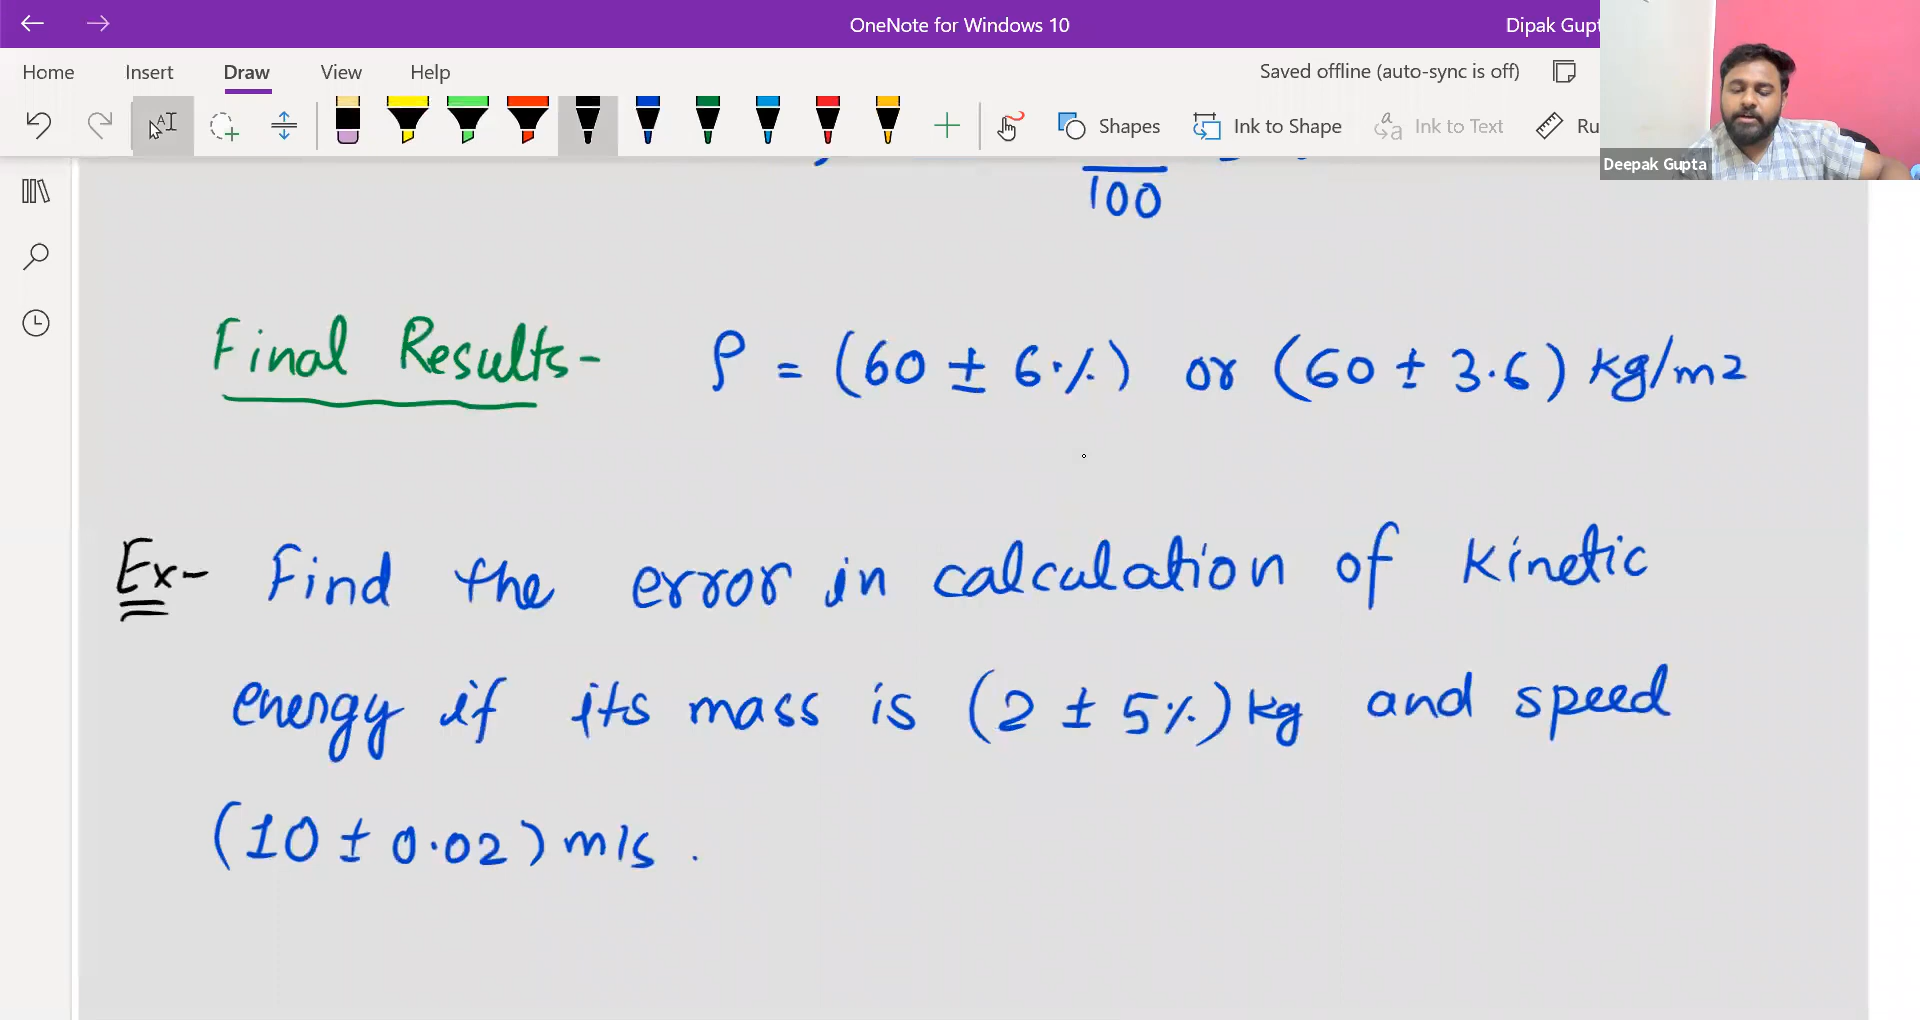 OneNote for Windows 10
Dipak Gupt
Home Insert Draw View Help
Saved offline (auto-sync is off)
Shapes Ink to Shape Ink to Text Ru
Deepak Gupta
100
Final Results- ρ = (60 ± 6%) or (60 ± 3.6) kg/m2
Ex- Find the error in calculation of kinetic
energy if its mass is (2 ± 5%) kg and speed
(10 ± 0.02) m/s .